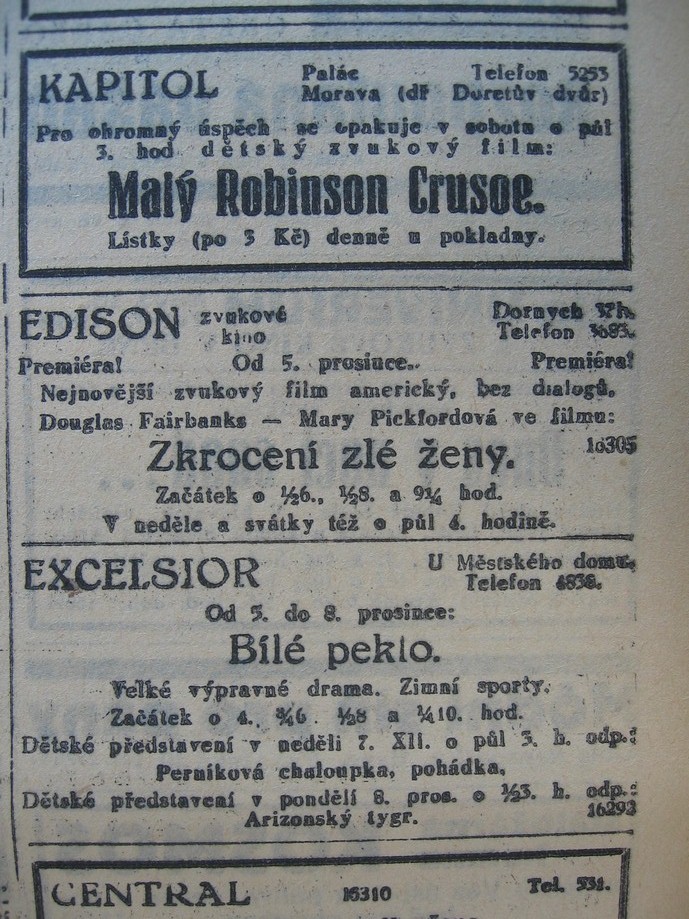 KAPITOL Palác Telefon 5253
Morava (dř Doretův dvůr)
Pro ohromný úspěch se opakuje v sobotu o půl
3. hod dětský zvukový film:
Malý Robinson Crusoe.
Lístky (po 3 Kč) denně u pokladny.
EDISON zvukové kino Dornych
Telefon
Premiéra! Od 5. prosince. Premiéra!
Nejnovější zvukový film americký, bez dialogů,
Douglas Fairbanks — Mary Pickfordová ve filmu:
Zkrocení zlé ženy. 16305
Začátek o ½6., ½8. a 9¼ hod.
V neděle a svátky též o půl 4. hodině.
EXCELSIOR U Městského domu,
Telefon 4838.
Od 5. do 8. prosince:
Bílé peklo.
Velké výpravné drama. Zimní sporty.
Začátek o 4., ¾6. ½8 a ¼10. hod.
Dětské představení v neděli 7. XII. o půl 3. h. odp.:
Perníková chaloupka, pohádka,
Dětské představení v pondělí 8. pros. o ½3. h. odp.:
Arizonský tygr. 16292
CENTRAL 16310 Tel. 531.